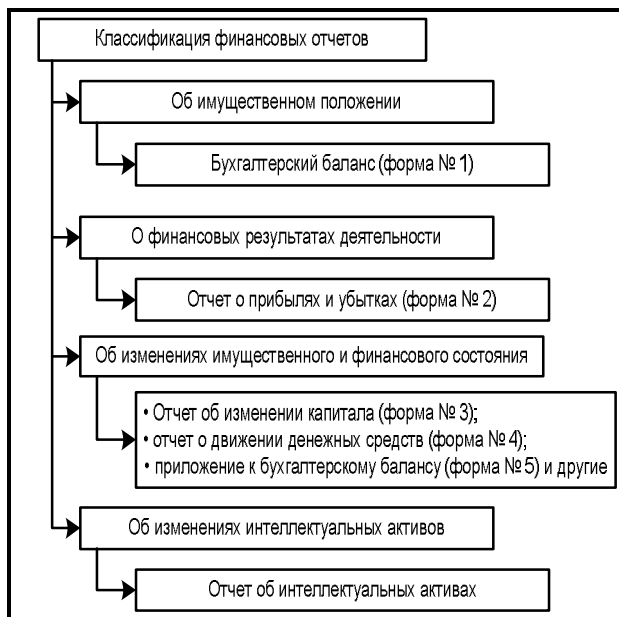 Классификация финансовых отчетов
Об имущественном положении
Бухгалтерский баланс (форма № 1)
О финансовых результатах деятельности
Отчет о прибылях и убытках (форма № 2)
Об изменениях имущественного и финансового состояния
• Отчет об изменении капитала (форма № 3);
• отчет о движении денежных средств (форма № 4);
• приложение к бухгалтерскому балансу (форма № 5) и другие
Об изменениях интеллектуальных активов
Отчет об интеллектуальных активах